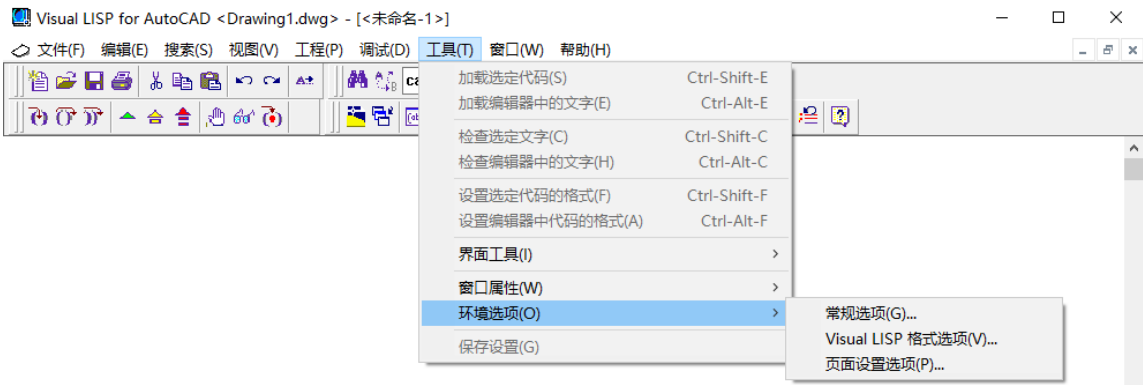 Visual LISP for AutoCAD <Drawing1.dwg> - [<未命名-1>]
文件(F) 编辑(E) 搜索(S) 视图(V) 工程(P) 调试(D) 工具(T) 窗口(W) 帮助(H)
加载选定代码(S) Ctrl-Shift-E
加载编辑器中的文字(E) Ctrl-Alt-E
检查选定文字(C) Ctrl-Shift-C
检查编辑器中的文字(H) Ctrl-Alt-C
设置选定代码的格式(F) Ctrl-Shift-F
设置编辑器中代码的格式(A) Ctrl-Alt-F
界面工具(I)
窗口属性(W)
环境选项(O)
常规选项(G)...
Visual LISP 格式选项(V)...
保存设置(G)
页面设置选项(P)...